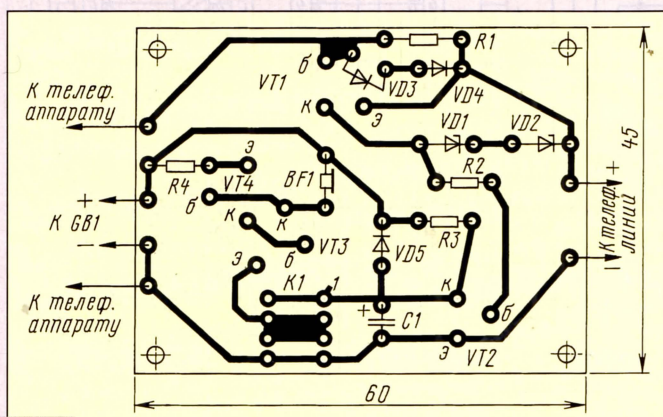 К телеф.
аппарату
+
К GB1
−
К телеф.
аппарату
VT1
б
к
э
R1
VD3
VD4
VD1
VD2
R2
R4
э
VT4
б
к
BF1
к
б
VT3
э
К1
1
VD5
R3
к
+
C1
э
VT2
б
+
К телеф.
линии
−
45
60